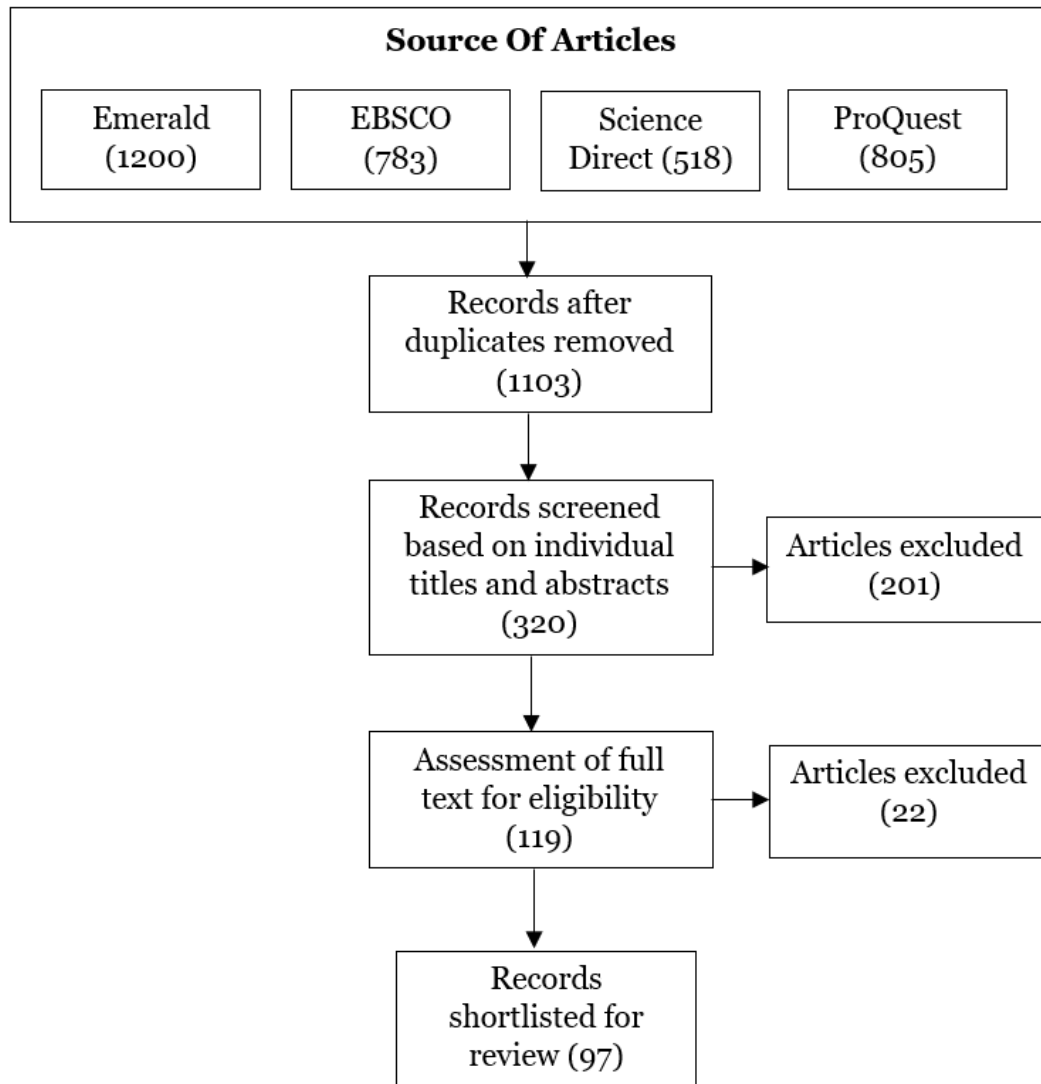 Source Of Articles
Emerald
(1200)
EBSCO
(783)
Science
Direct (518)
ProQuest
(805)
Records after
duplicates removed
(1103)
Records screened
based on individual
titles and abstracts
(320)
Articles excluded
(201)
Assessment of full
text for eligibility
(119)
Articles excluded
(22)
Records
shortlisted for
review (97)